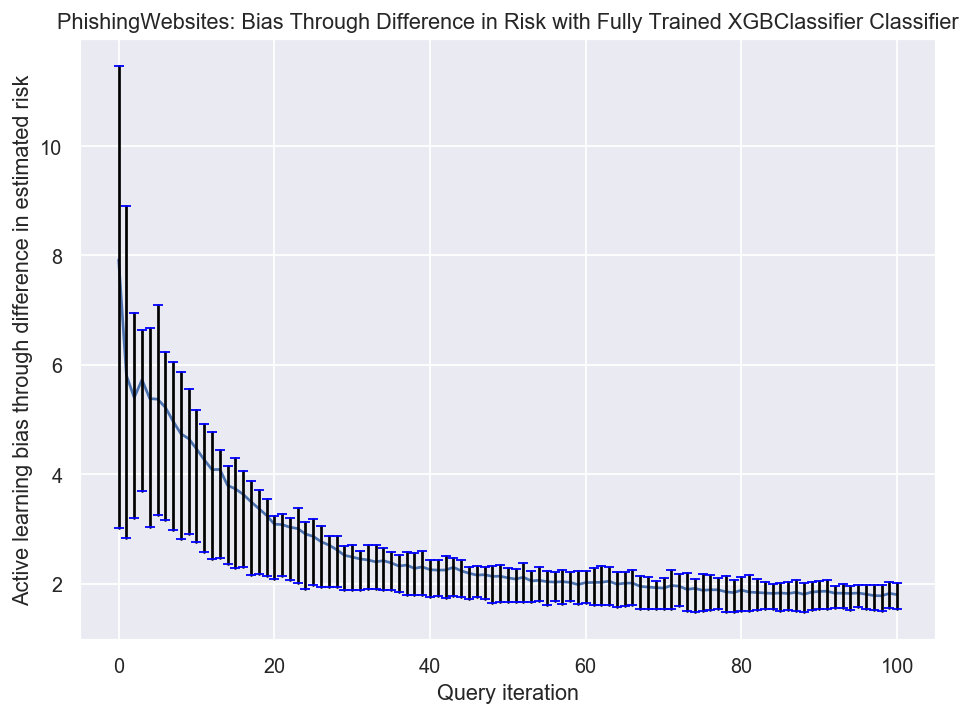 PhishingWebsites: Bias Through Difference in Risk with Fully Trained XGBClassifier Classifier
Active learning bias through difference in estimated risk
10
8
6
4
2
0 20 40 60 80 100
Query iteration